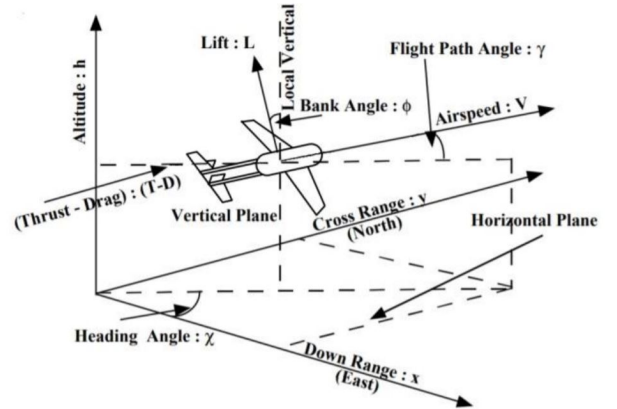 Altitude : h
Lift : L
Local Vertical
Flight Path Angle : γ
Bank Angle : ϕ
Airspeed : V
(Thrust - Drag) : (T-D)
Vertical Plane
Cross Range : y
(North)
Horizontal Plane
Heading Angle : χ
Down Range : x
(East)